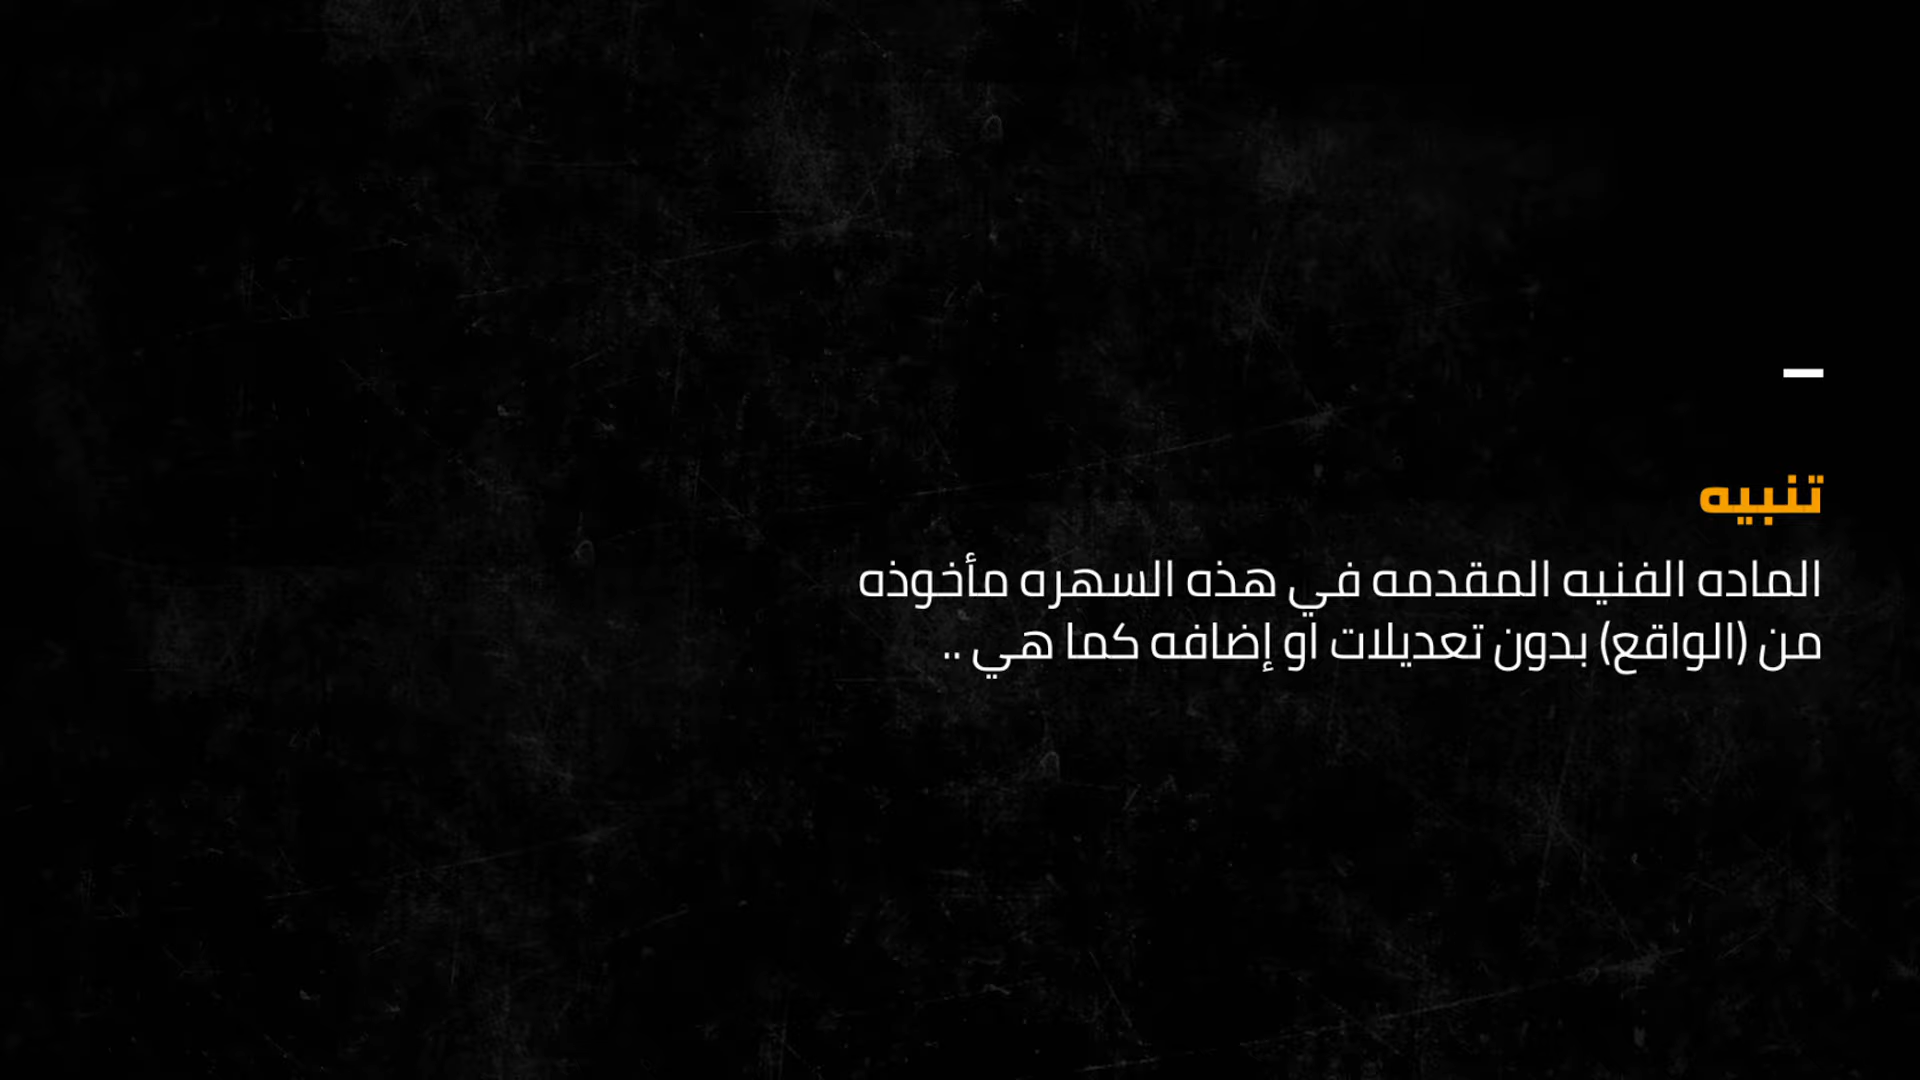 تنبيه
الماده الفنيه المقدمه في هذه السهره مأخوذه
من (الواقع) بدون تعديلات او إضافه كما هي ..